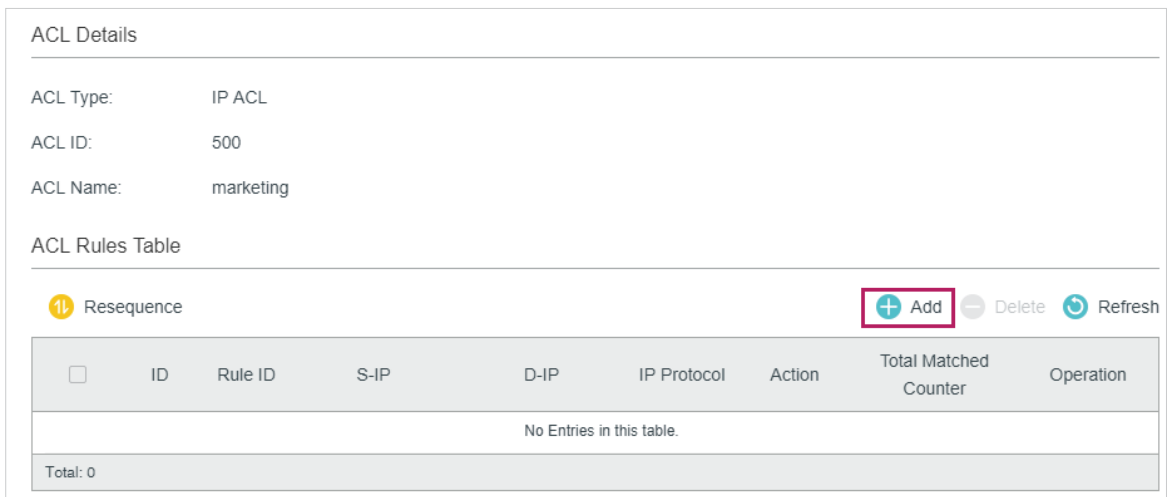 ACL Details
ACL Type: IP ACL
ACL ID: 500
ACL Name: marketing
ACL Rules Table
Resequence Add Delete Refresh
ID Rule ID S-IP D-IP IP Protocol Action Total Matched Counter Operation
No Entries in this table.
Total: 0